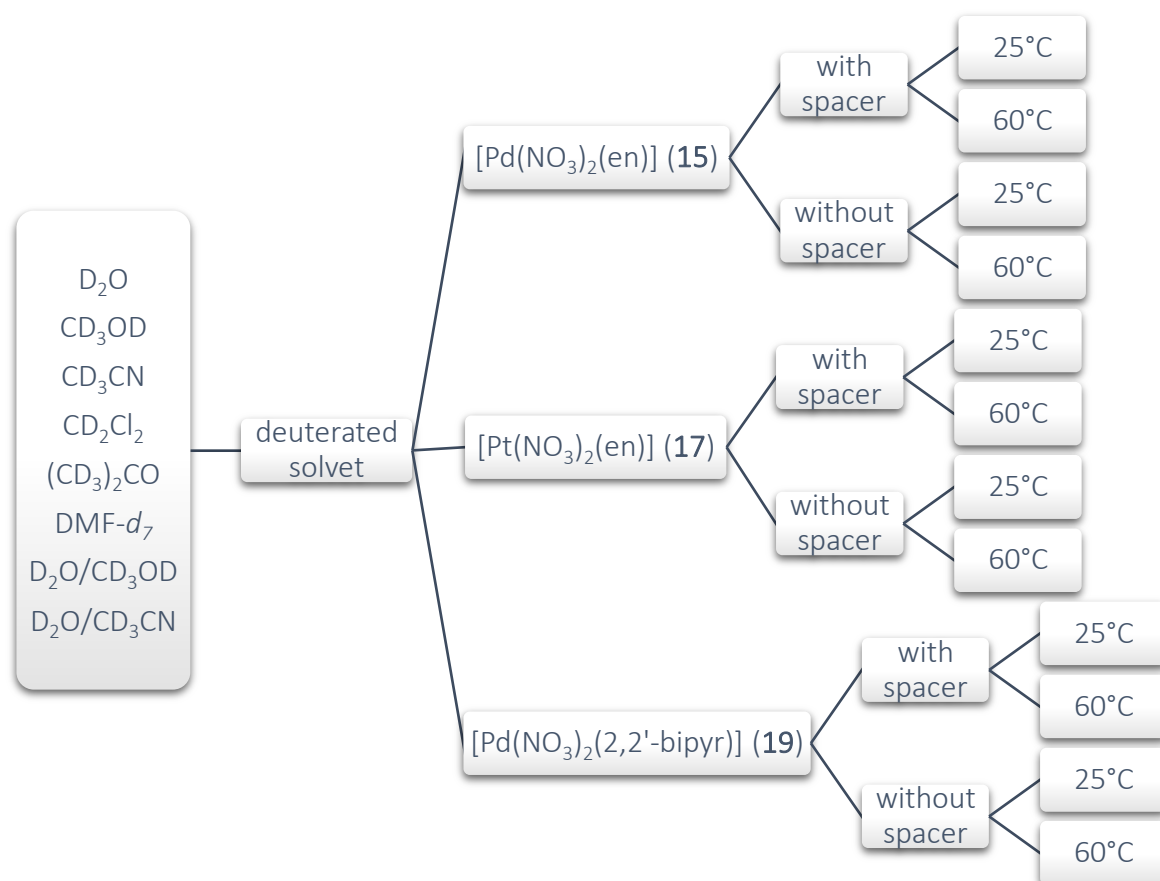 D₂O
CD₃OD
CD₃CN
CD₂Cl₂
(CD₃)₂CO
DMF-d₇
D₂O/CD₃OD
D₂O/CD₃CN
deuterated
solvet
[Pd(NO₃)₂(en)] (15)
with
spacer
25°C
60°C
without
spacer
25°C
60°C
[Pt(NO₃)₂(en)] (17)
with
spacer
25°C
60°C
without
spacer
25°C
60°C
[Pd(NO₃)₂(2,2'-bipyr)] (19)
with
spacer
25°C
60°C
without
spacer
25°C
60°C